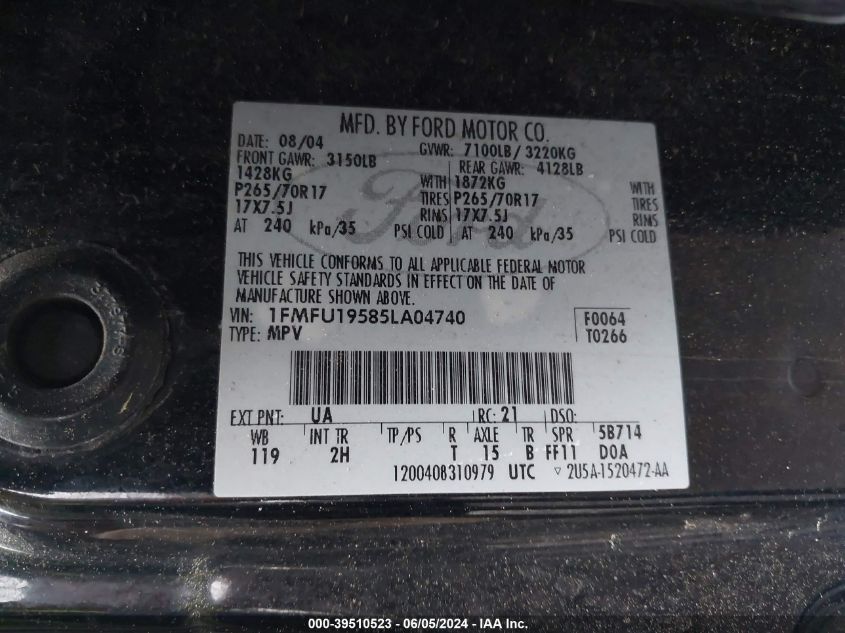 MFD. BY FORD MOTOR CO.
DATE: 08/04 GVWR: 7100LB/ 3220KG
FRONT GAWR: 3150LB REAR GAWR: 4128LB
1428KG WITH 1872KG WITH
P265/70R17 TIRES P265/70R17 TIRES
17X7.5J RIMS 17X7.5J RIMS
AT 240 kPa/35 PSI COLD AT 240 kPa/35 PSI COLD
Ford
THIS VEHICLE CONFORMS TO ALL APPLICABLE FEDERAL MOTOR
VEHICLE SAFETY STANDARDS IN EFFECT ON THE DATE OF
MANUFACTURE SHOWN ABOVE.
VIN: 1FMFU19585LA04740 F0064
TYPE: MPV T0266
EXT PNT: UA RC: 21 DSO:
WB INT TR TP/PS R AXLE TR SPR 5B714
119 2H T 15 B FF11 DOA
1200408310979 UTC ▽ 2U5A-1520472-AA
000-39510523 - 06/05/2024 - IAA Inc.